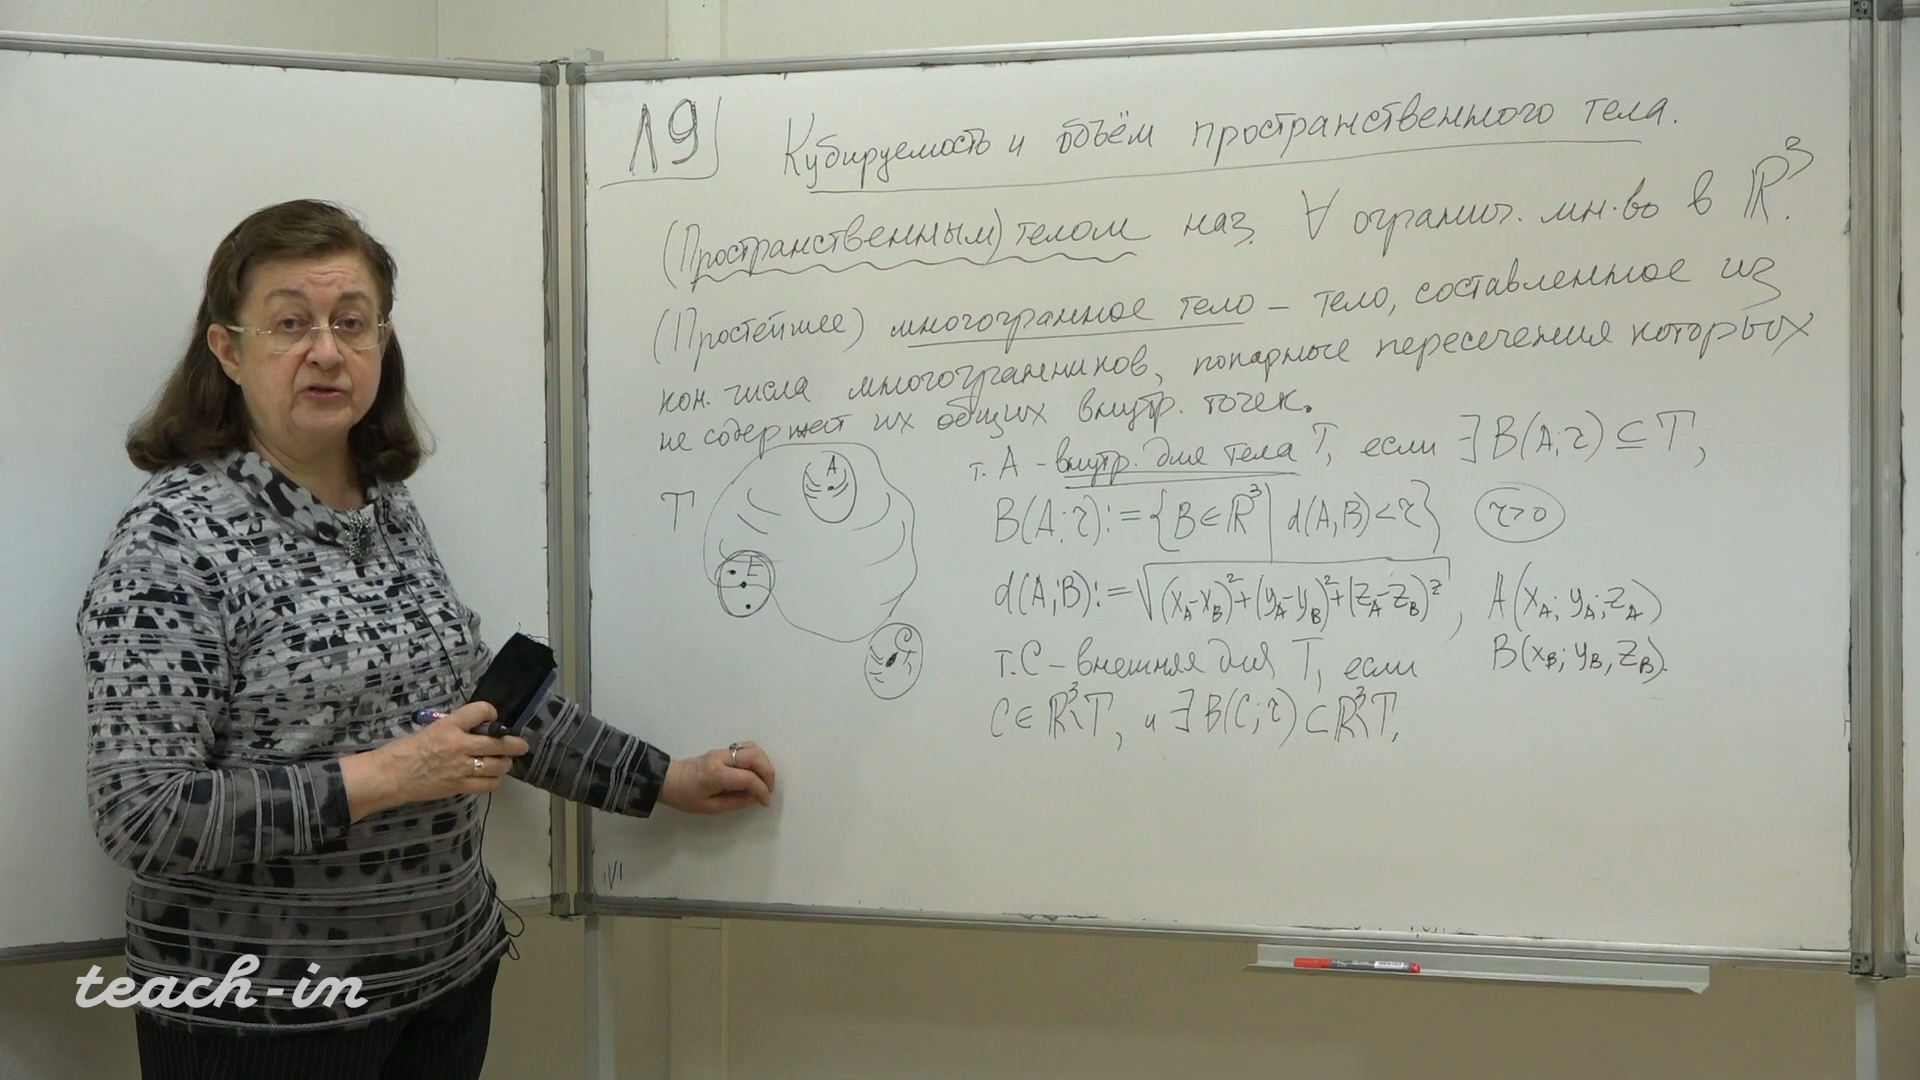 Л9
Кубируемость и объём пространственного тела.
(Пространственным) телом наз. ∀ огранич. мн-во в ℝ³.
(Простейшее) многогранное тело – тело, составленное из
кон. числа многогранников, попарные пересечения которых
не содержат их общих внутр. точек.
т. A - внутр. для тела T, если ∃ B(A; r) ⊆ T,
T
A
B(A; r) := {B ∈ ℝ³ | d(A, B) < r}   r>0
E
d(A; B) := √((x_A - x_B)² + (y_A - y_B)² + (z_A - z_B)²), A(x_A; y_A; z_A)
C
т. C – внешняя для T, если   B(x_B; y_B, z_B).
C ∈ ℝ³\T, и ∃ B(C; r) ⊂ ℝ³\T.
teach-in